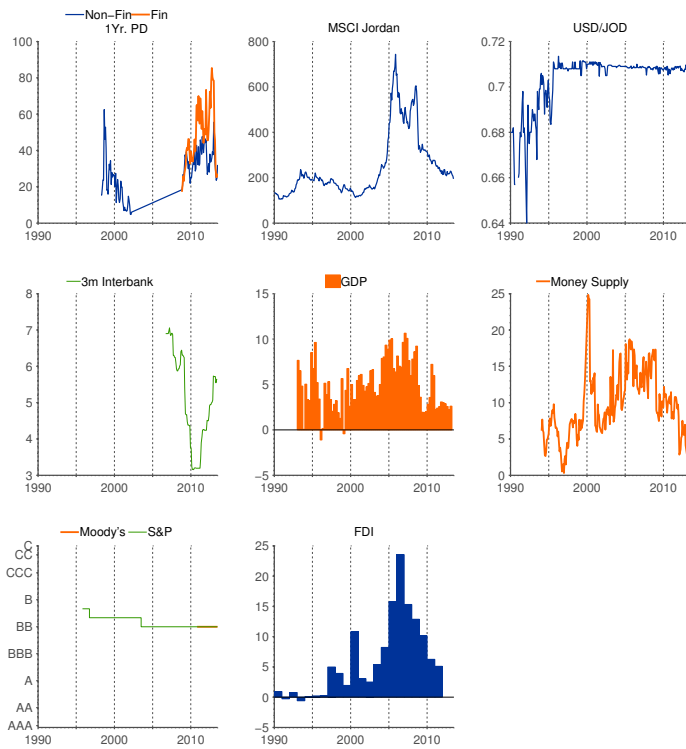 Non−Fin Fin
1Yr. PD
100
80
60
40
20
0
1990 2000 2010
MSCI Jordan
800
600
400
200
0
1990 2000 2010
USD/JOD
0.72
0.7
0.68
0.66
0.64
1990 2000 2010
3m Interbank
8
7
6
5
4
3
1990 2000 2010
GDP
15
10
5
0
−5
1990 2000 2010
Money Supply
25
20
15
10
5
0
1990 2000 2010
Moody's S&P
C
CC
CCC
B
BB
BBB
A
AA
AAA
1990 2000 2010
FDI
25
20
15
10
5
0
−5
1990 2000 2010